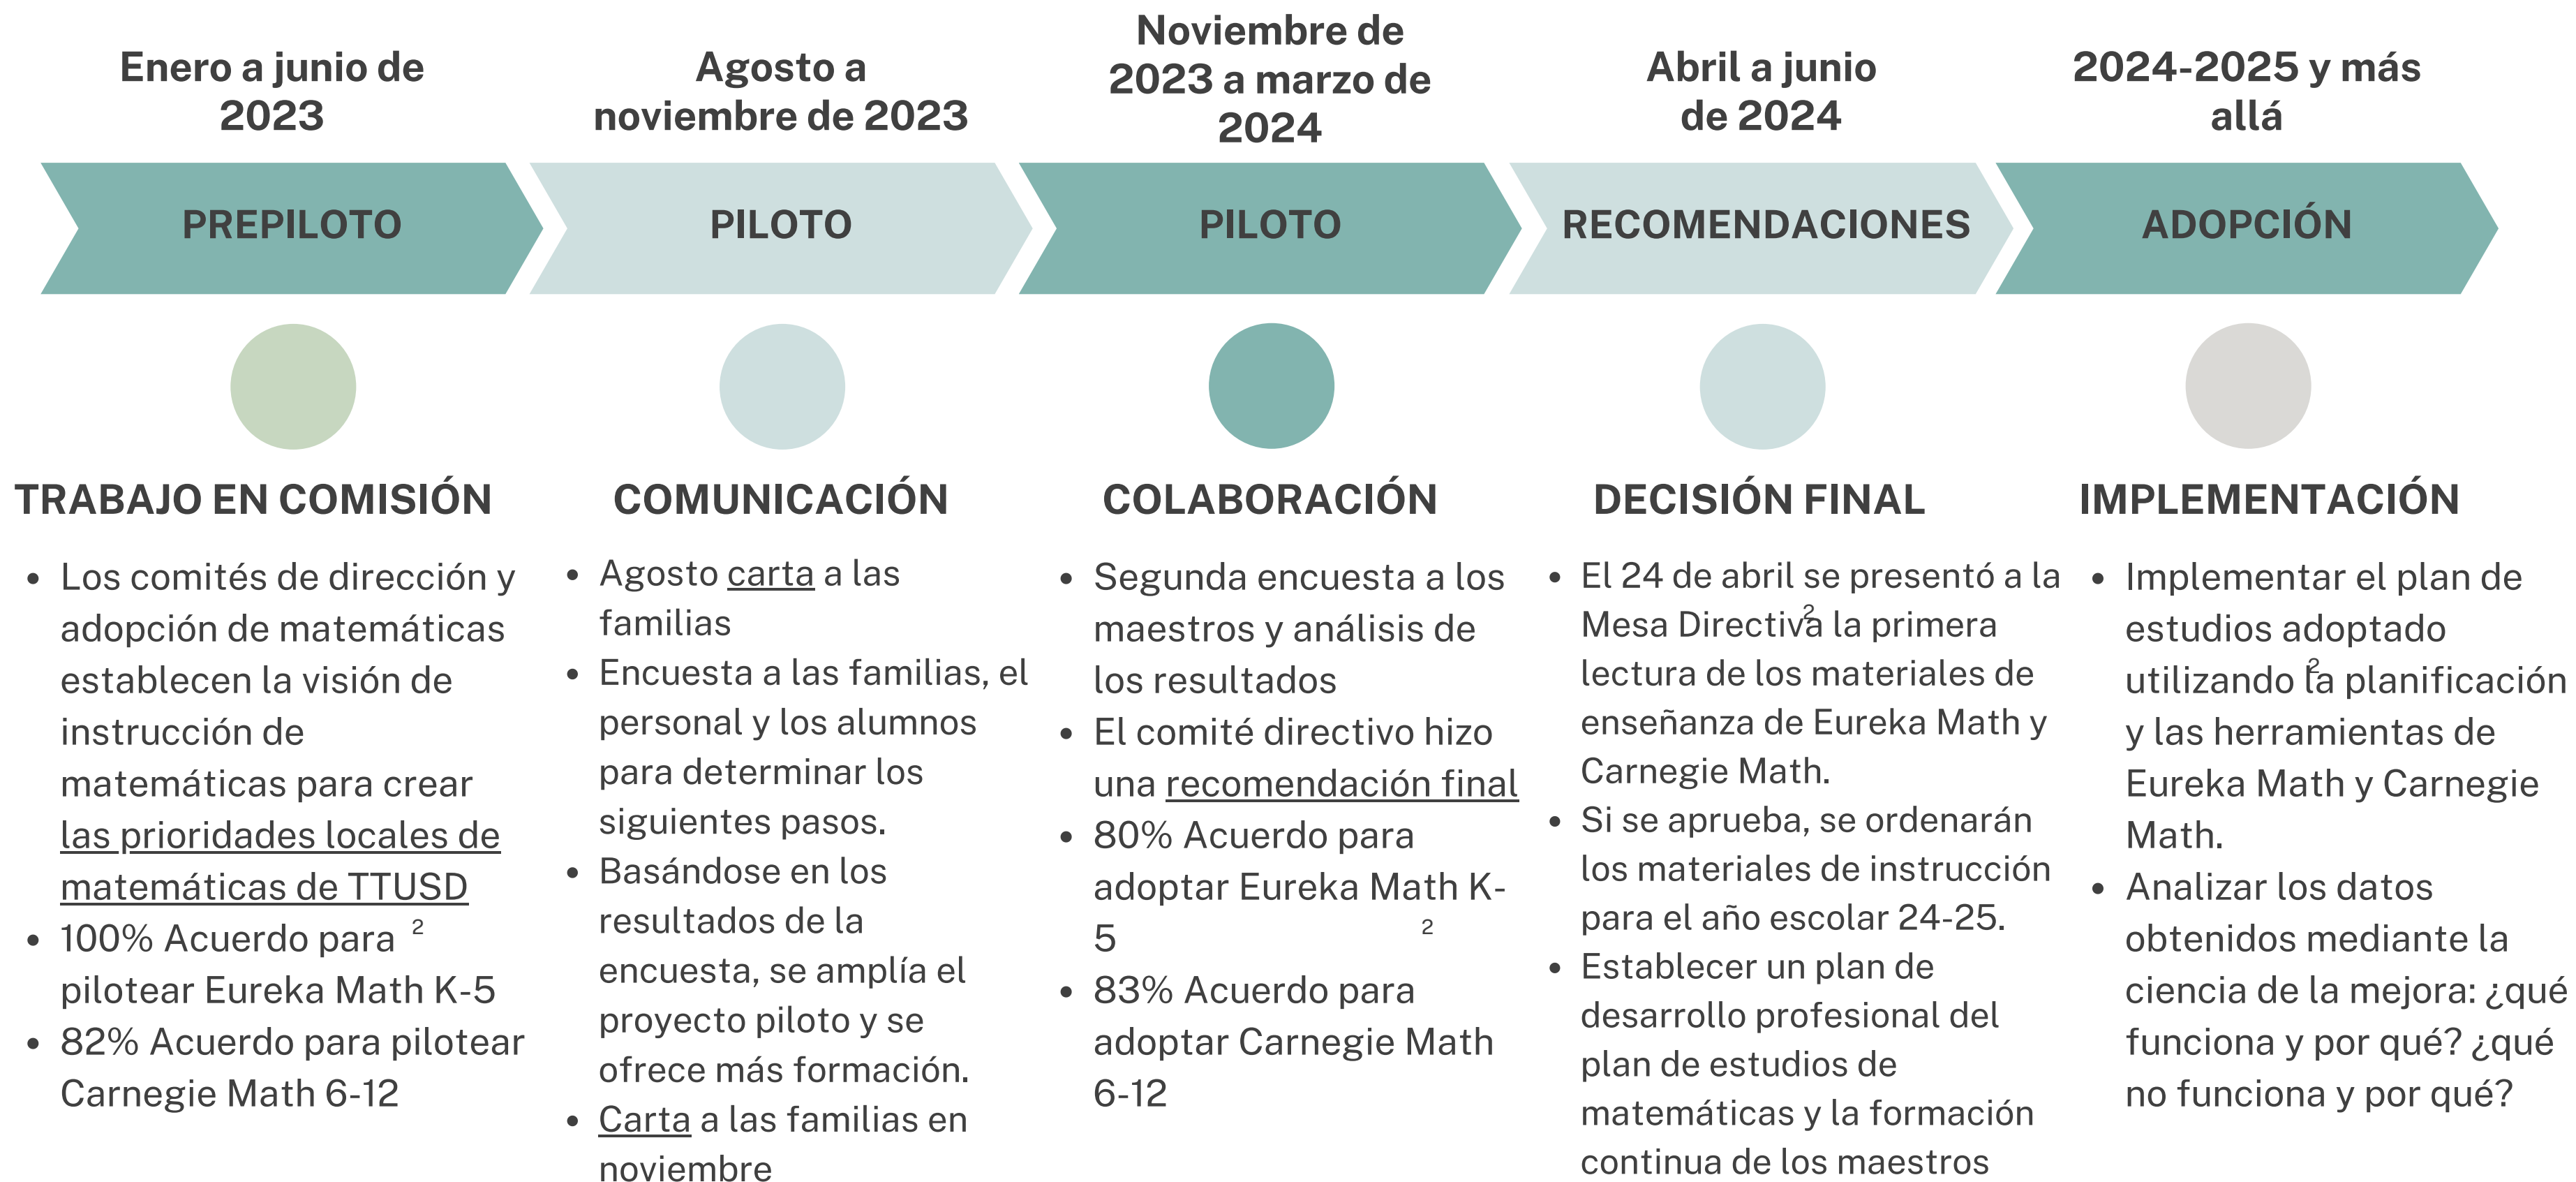 Enero a junio de
2023
PREPILOTO
TRABAJO EN COMISIÓN
• Los comités de dirección y
adopción de matemáticas
establecen la visión de
instrucción de
matemáticas para crear
las prioridades locales de
matemáticas de TTUSD
• 100% Acuerdo para 2
pilotear Eureka Math K-5
• 82% Acuerdo para pilotear
Carnegie Math 6-12
Agosto a
noviembre de 2023
PILOTO
COMUNICACIÓN
• Agosto carta a las
familias
• Encuesta a las familias, el
personal y los alumnos
para determinar los
siguientes pasos.
• Basándose en los
resultados de la
encuesta, se amplía el
proyecto piloto y se
ofrece más formación.
• Carta a las familias en
noviembre
Noviembre de
2023 a marzo de
2024
PILOTO
COLABORACIÓN
• Segunda encuesta a los
maestros y análisis de
los resultados
• El comité directivo hizo
una recomendación final
• 80% Acuerdo para
adoptar Eureka Math K-
5 2
• 83% Acuerdo para
adoptar Carnegie Math
6-12
Abril a junio
de 2024
RECOMENDACIONES
DECISIÓN FINAL
• El 24 de abril se presentó a la
2
Mesa Directiva la primera
lectura de los materiales de
enseñanza de Eureka Math y
Carnegie Math.
• Si se aprueba, se ordenarán
los materiales de instrucción
para el año escolar 24-25.
• Establecer un plan de
desarrollo profesional del
plan de estudios de
matemáticas y la formación
continua de los maestros
2024-2025 y más
allá
ADOPCIÓN
IMPLEMENTACIÓN
• Implementar el plan de
estudios adoptado
2
utilizando la planificación
y las herramientas de
Eureka Math y Carnegie
Math.
• Analizar los datos
obtenidos mediante la
ciencia de la mejora: ¿qué
funciona y por qué? ¿qué
no funciona y por qué?